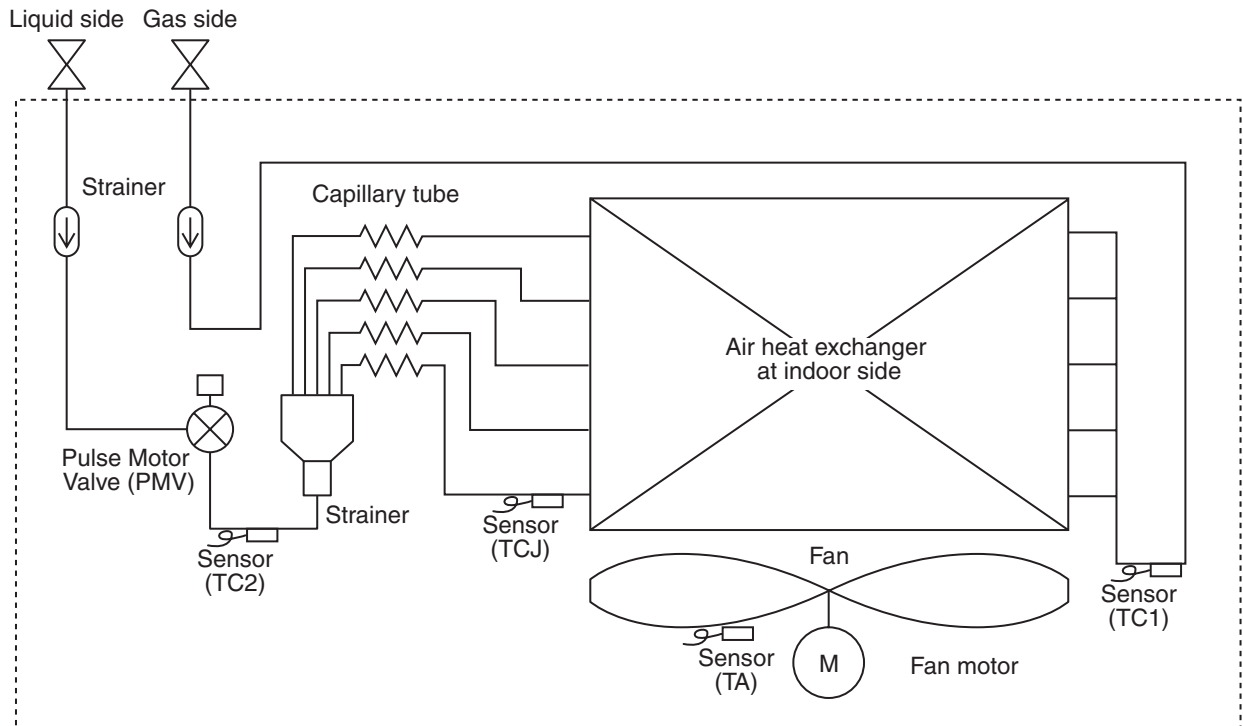 Liquid side
Gas side
Strainer
Capillary tube
Air heat exchanger
at indoor side
Pulse Motor
Valve (PMV)
Strainer
Sensor
(TCJ)
Sensor
(TC2)
Fan
Sensor
(TC1)
Sensor
(TA)
M
Fan motor